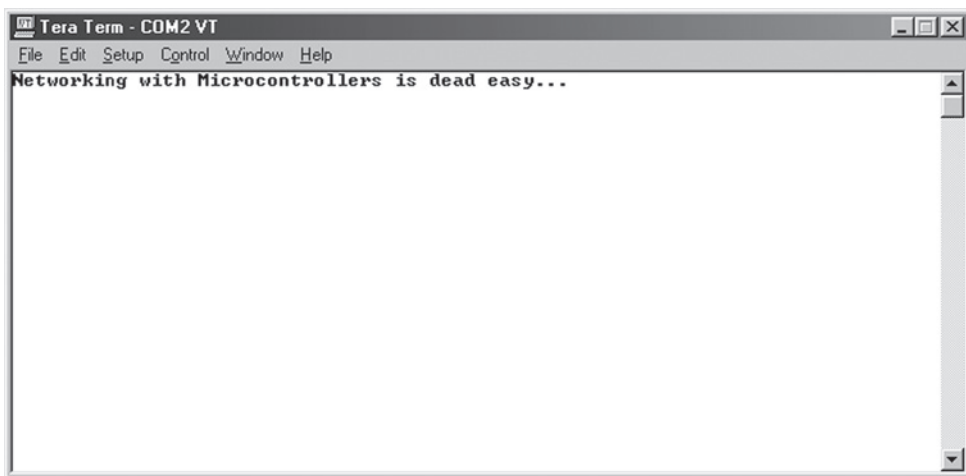 Tera Term - COM2 VT
File Edit Setup Control Window Help
Networking with Microcontrollers is dead easy...